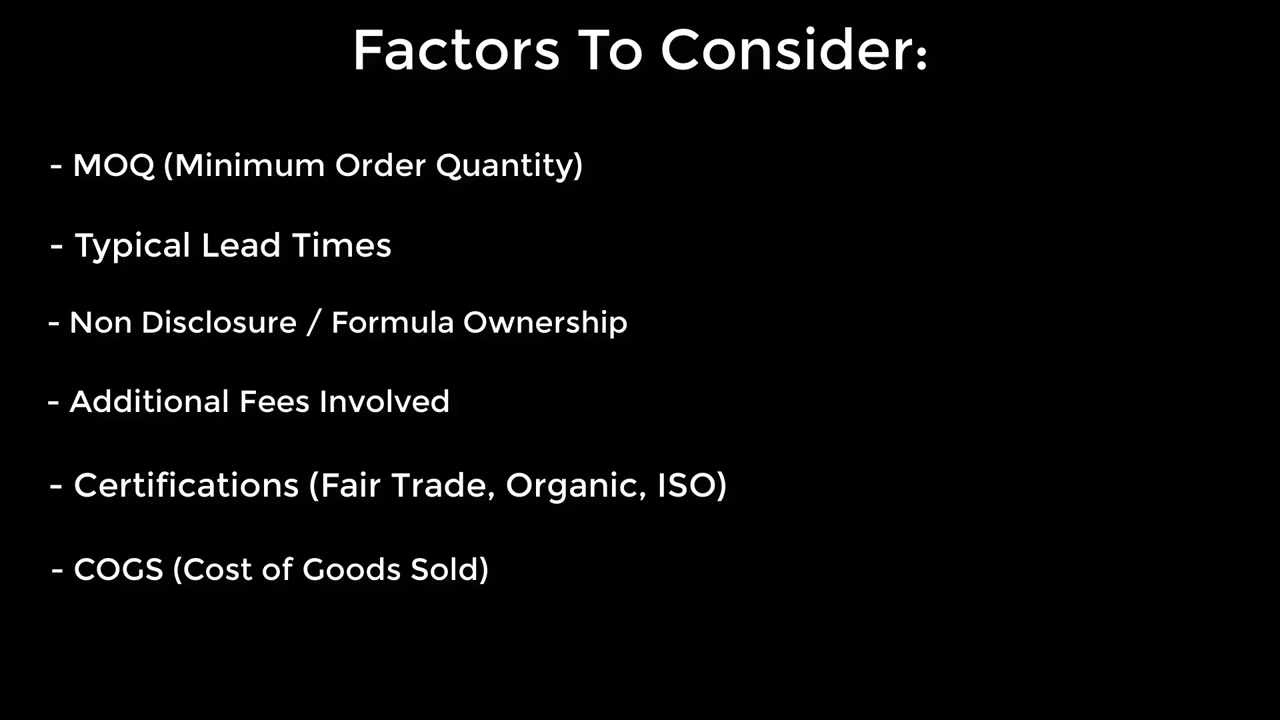 Factors To Consider:
- MOQ (Minimum Order Quantity)
- Typical Lead Times
- Non Disclosure / Formula Ownership
- Additional Fees Involved
- Certifications (Fair Trade, Organic, ISO)
- COGS (Cost of Goods Sold)